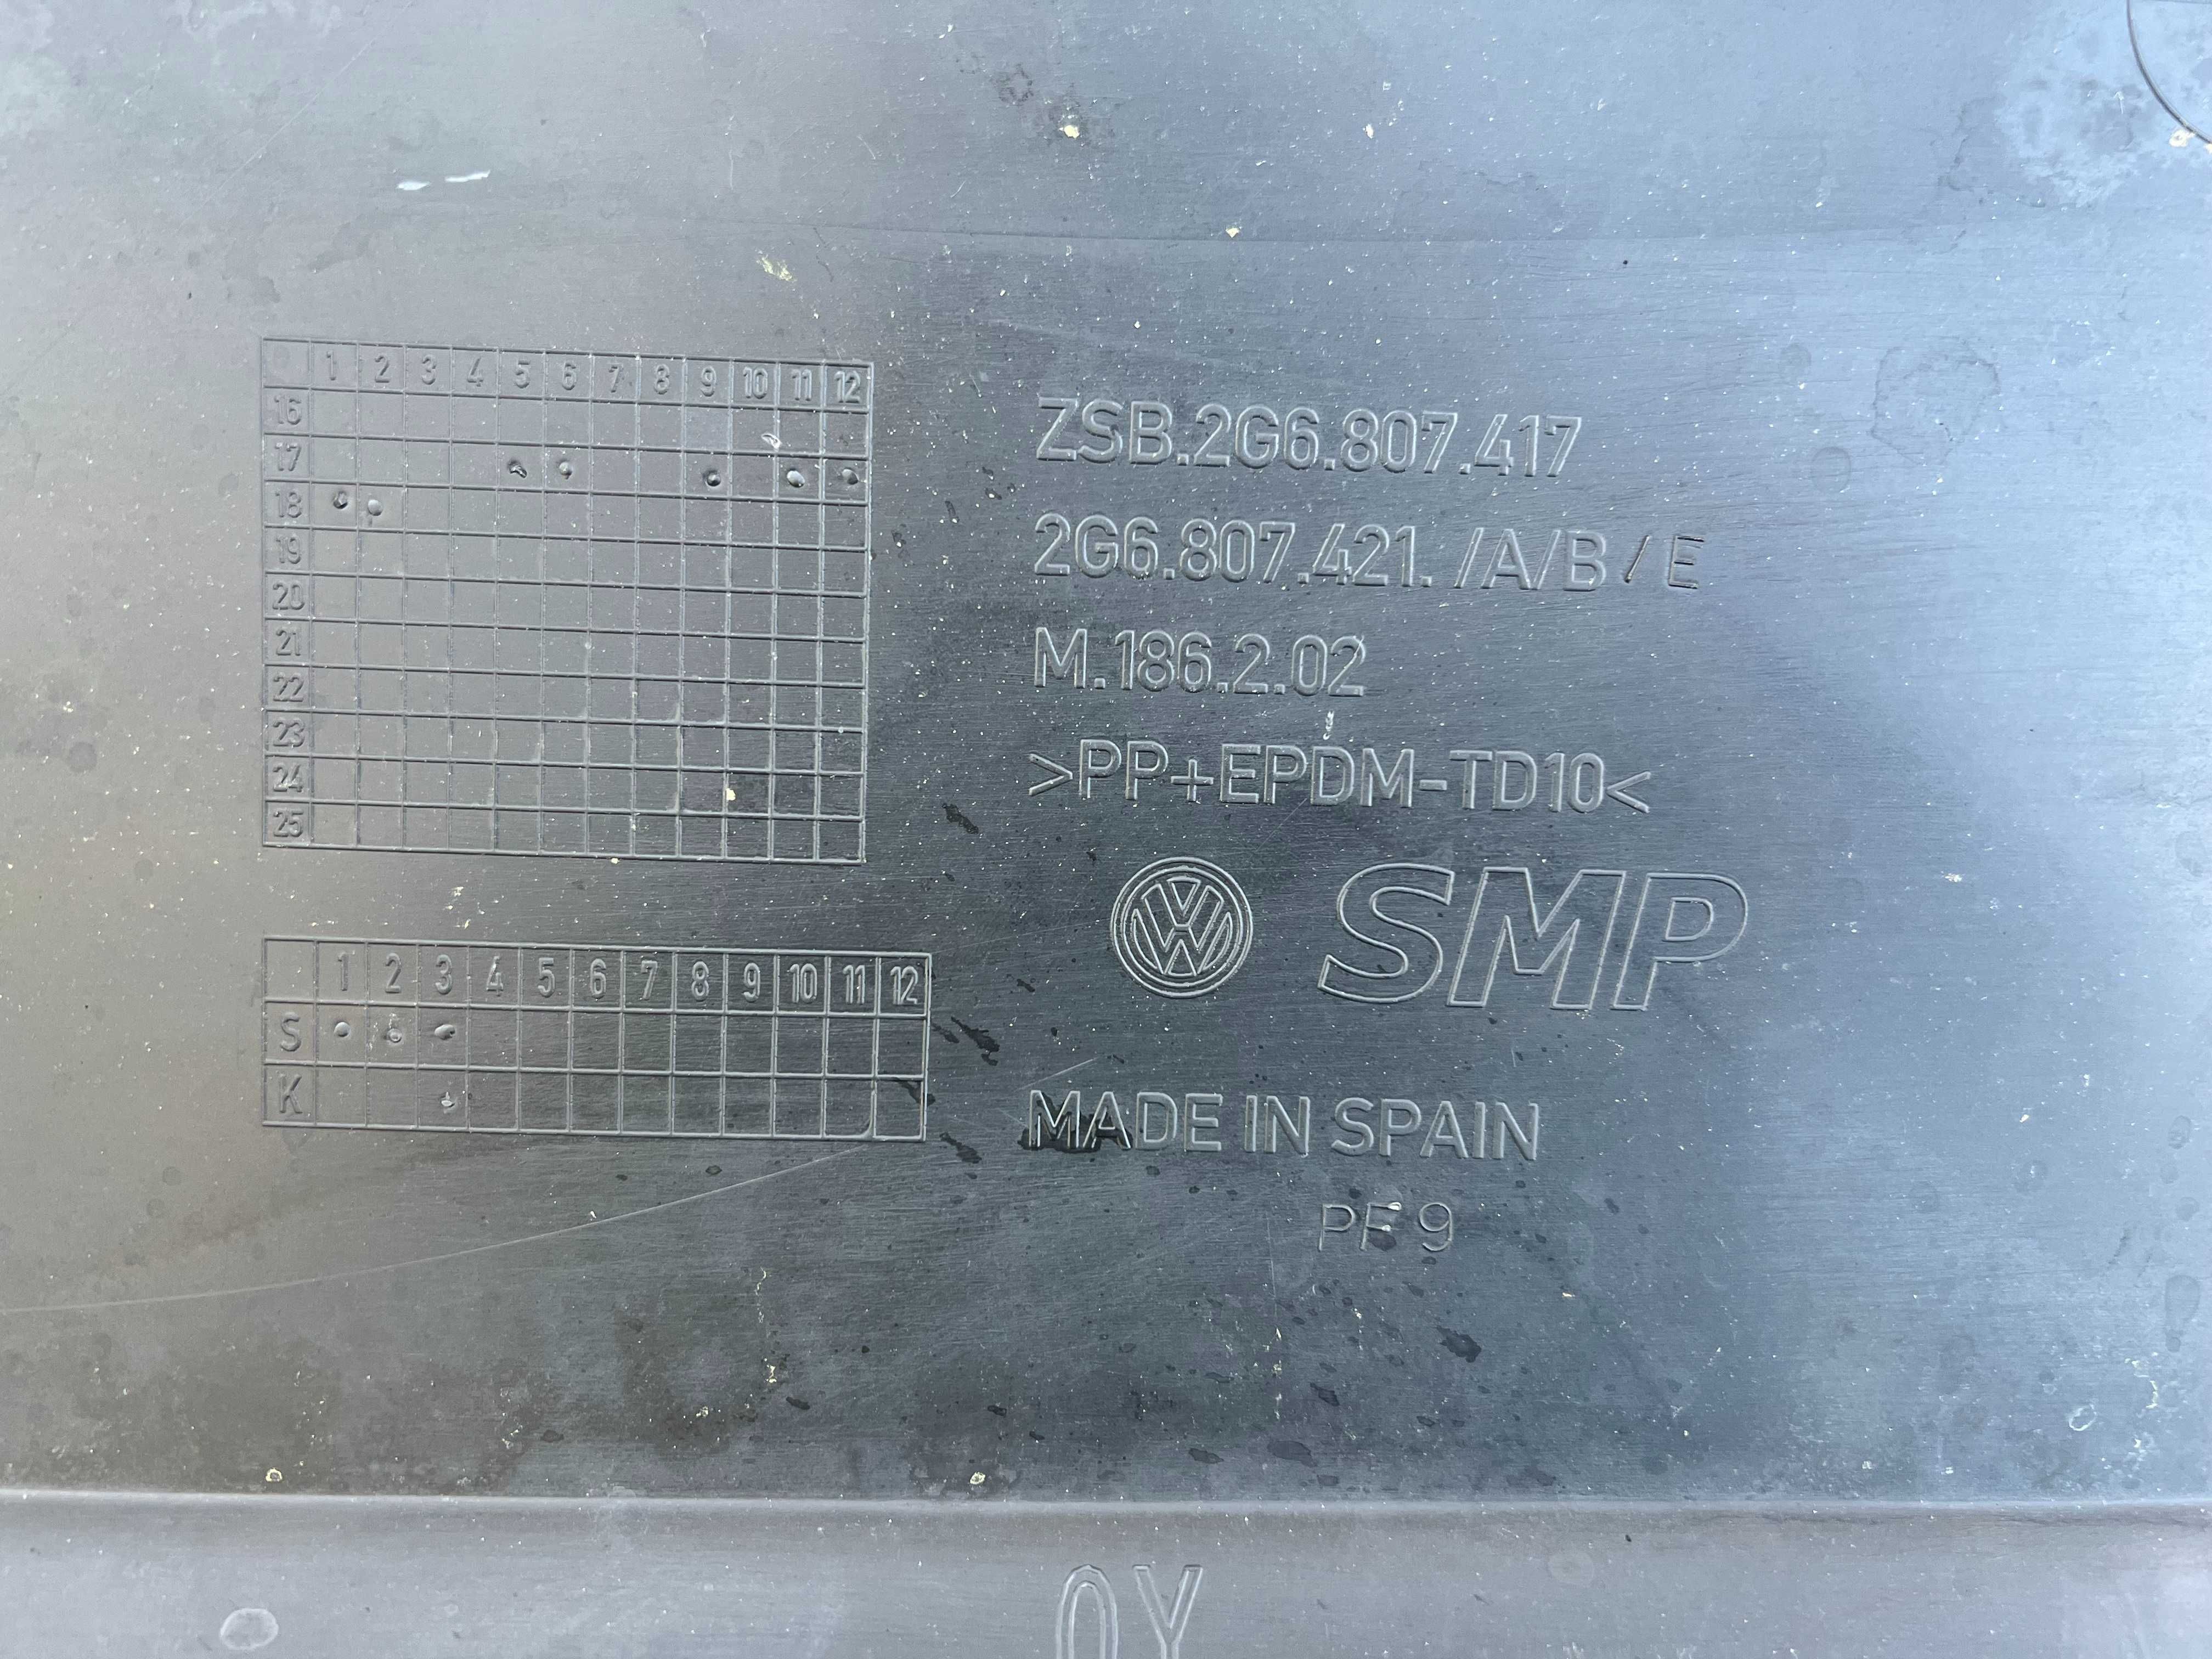 1 2 3 4 5 6 7 8 9 10 11 12
16
17
18
19
20
21
22
23
24
25
1 2 3 4 5 6 7 8 9 10 11 12
S
K
ZSB.2G6.807.417
2G6.807.421. /A/B/E
M.186.2.02
>PP+EPDM-TD10<
VW SMP
MADE IN SPAIN
PF 9